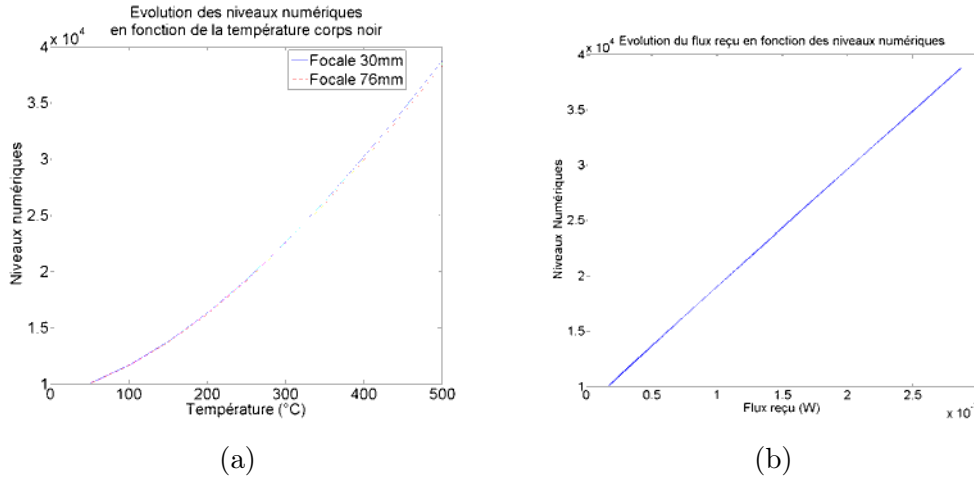 Evolution des niveaux numériques
en fonction de la température corps noir
x 10⁴
4
3.5
3
2.5
2
1.5
1
Niveaux numériques
Focale 30mm
Focale 76mm
0
100
200
300
400
500
Température (°C)
(a)
x 10⁴ Evolution du flux reçu en fonction des niveaux numériques
4
3.5
3
2.5
2
1.5
1
Niveaux Numériques
0
0.5
1
1.5
2
2.5
Flux reçu (W)
x 10⁻
(b)